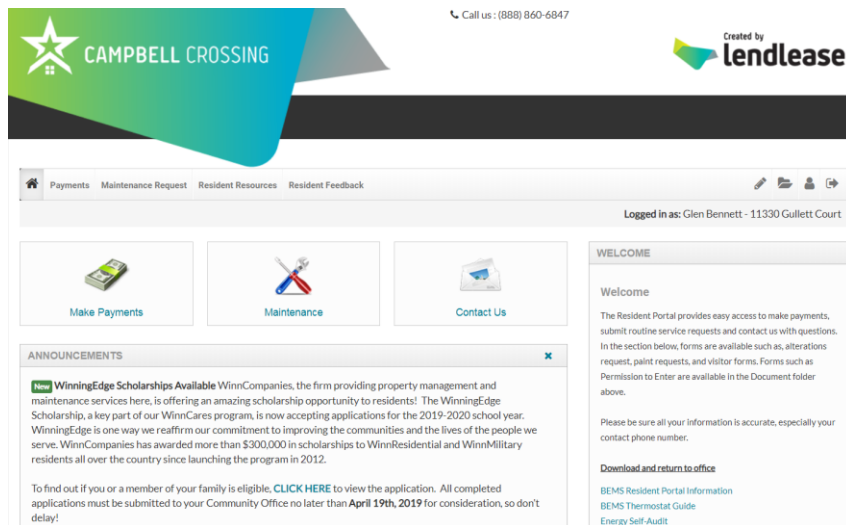 Call us : (888) 860-6847
CAMPBELL CROSSING
Created by
lendlease
Payments Maintenance Request Resident Resources Resident Feedback
Logged in as: Glen Bennett - 11330 Gullett Court
Make Payments
Maintenance
Contact Us
ANNOUNCEMENTS
New WinningEdge Scholarships Available WinnCompanies, the firm providing property management and
maintenance services here, is offering an amazing scholarship opportunity to residents! The WinningEdge
Scholarship, a key part of our WinnCares program, is now accepting applications for the 2019-2020 school year.
WinningEdge is one way we reaffirm our commitment to improving the communities and the lives of the people we
serve. WinnCompanies has awarded more than $300,000 in scholarships to WinnResidential and WinnMilitary
residents all over the country since launching the program in 2012.
To find out if you or a member of your family is eligible, CLICK HERE to view the application. All completed
applications must be submitted to your Community Office no later than April 19th, 2019 for consideration, so don't
delay!
WELCOME
Welcome
The Resident Portal provides easy access to make payments,
submit routine service requests and contact us with questions.
In the section below, forms are available such as, alterations
request, paint requests, and visitor forms. Forms such as
Permission to Enter are available in the Document folder
above.
Please be sure all your information is accurate, especially your
contact phone number.
Download and return to office
BEMS Resident Portal Information
BEMS Thermostat Guide
Energy Self-Audit